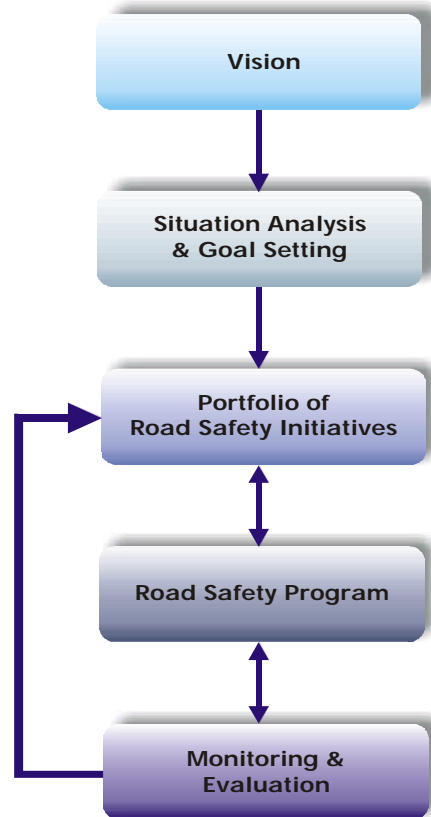 Vision
Situation Analysis
& Goal Setting
Portfolio of
Road Safety Initiatives
Road Safety Program
Monitoring &
Evaluation